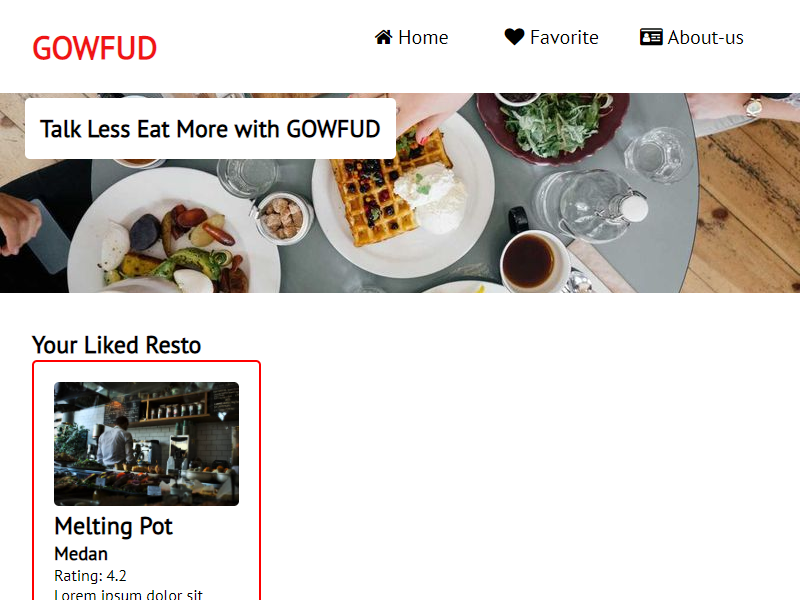 GOWFUD
Home
Favorite
About-us
Talk Less Eat More with GOWFUD
Your Liked Resto
Melting Pot
Medan
Rating: 4.2
Lorem ipsum dolor sit